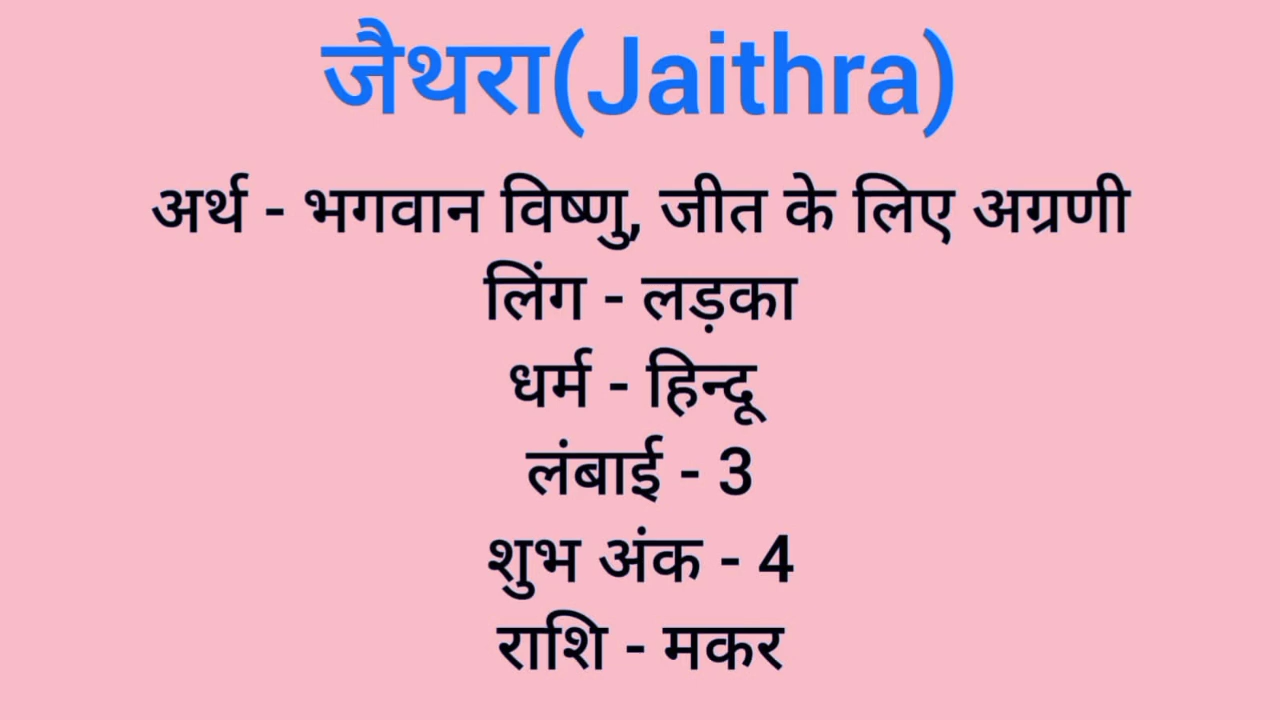 जैथरा(Jaithra)
अर्थ - भगवान विष्णु, जीत के लिए अग्रणी
लिंग - लड़का
धर्म - हिन्दू
लंबाई - 3
शुभ अंक - 4
राशि - मकर